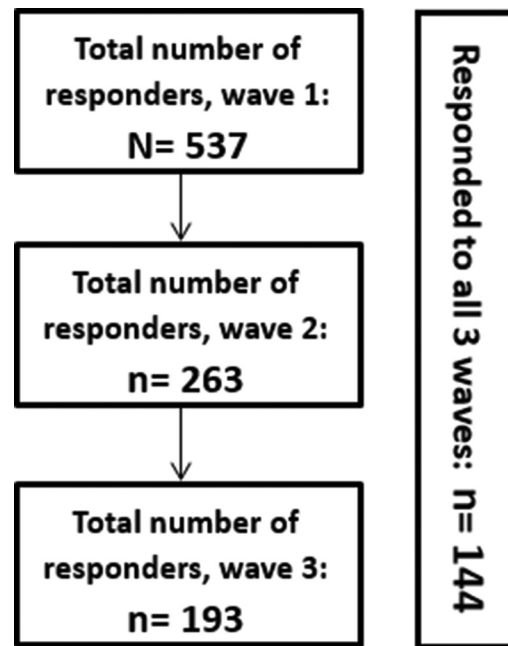 Total number of
responders, wave 1:
N= 537
Total number of
responders, wave 2:
n= 263
Total number of
responders, wave 3:
n= 193
Responded to all 3 waves: n= 144